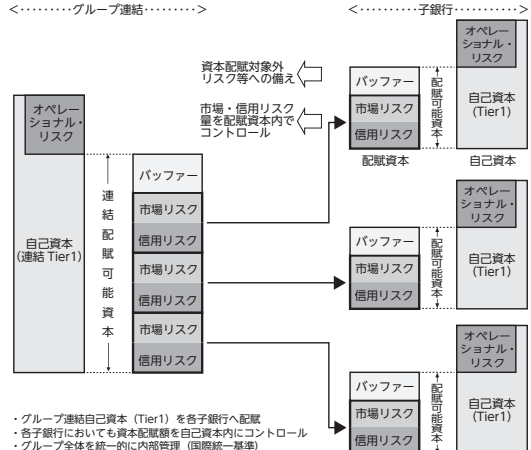 <·········グループ連結·········>
オペレー
ショナル・
リスク
自己資本
(連結 Tier1)
連結配賦可能資本
バッファー
市場リスク
信用リスク
市場リスク
信用リスク
市場リスク
信用リスク
資本配賦対象外
リスク等への備え
市場・信用リスク
量を配賦資本内で
コントロール
<··········子銀行··········>
バッファー
市場リスク
信用リスク
配賦資本
配賦可能資本
オペレー
ショナル・
リスク
自己資本
(Tier1)
自己資本
バッファー
市場リスク
信用リスク
配賦可能資本
オペレー
ショナル・
リスク
自己資本
(Tier1)
バッファー
市場リスク
信用リスク
配賦可能資本
オペレー
ショナル・
リスク
自己資本
(Tier1)
・グループ連結自己資本（Tier1）を各子銀行へ配賦
・各子銀行においても資本配賦額を自己資本内にコントロール
・グループ全体を統一的に内部管理（国際統一基準）